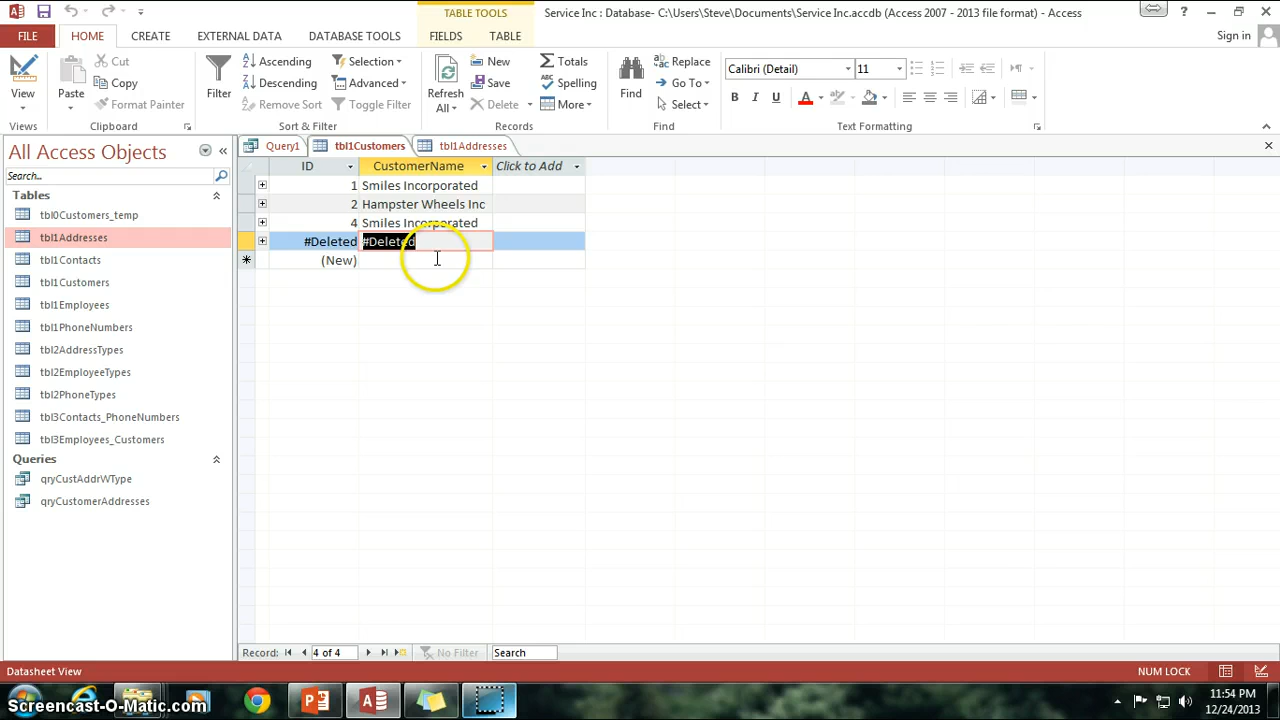 TABLE TOOLS
Service Inc : Database- C:\Users\Steve\Documents\Service Inc.accdb (Access 2007 - 2013 file format) - Access
?
FILE HOME CREATE EXTERNAL DATA DATABASE TOOLS FIELDS TABLE
Sign in
View
Paste
Cut
Copy
Format Painter
Filter
Ascending
Descending
Remove Sort
Selection
Advanced
Toggle Filter
Refresh
All
New
Save
Delete
Totals
Spelling
More
Find
Replace
Go To
Select
Calibri (Detail) 11
B I U
Views Clipboard Sort & Filter Records Find Text Formatting
All Access Objects
Search...
Tables
tbl0Customers_temp
tbl1Addresses
tbl1Contacts
tbl1Customers
tbl1Employees
tbl1PhoneNumbers
tbl2AddressTypes
tbl2EmployeeTypes
tbl2PhoneTypes
tbl3Contacts_PhoneNumbers
tbl3Employees_Customers
Queries
qryCustAddrWType
qryCustomerAddresses
Query1 tbl1Customers tbl1Addresses
ID CustomerName Click to Add
1 Smiles Incorporated
2 Hampster Wheels Inc
4 Smiles Incorporated
#Deleted #Deleted
(New)
Record: 4 of 4 No Filter Search
Datasheet View
NUM LOCK
11:54 PM
12/24/2013
Screencast-O-Matic.com